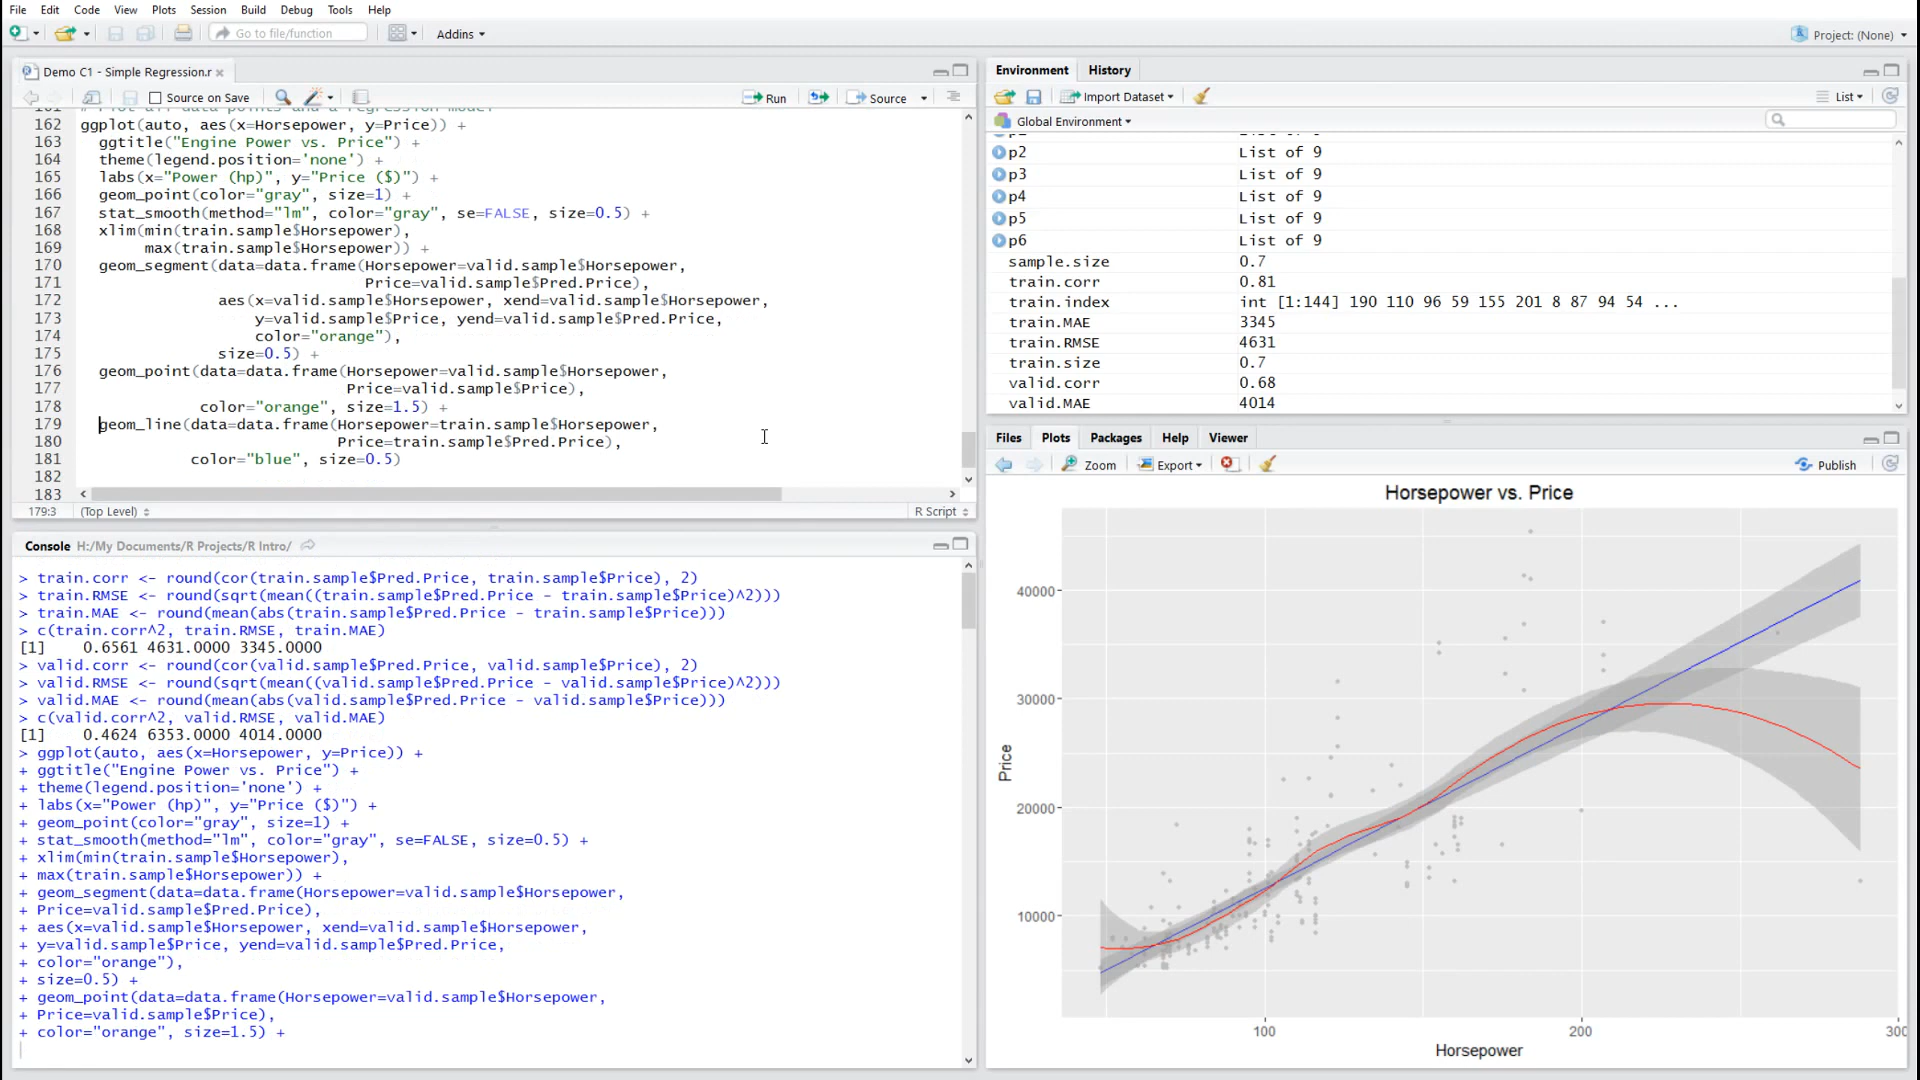 File Edit Code View Plots Session Build Debug Tools Help
Go to file/function Addins Project: (None)
Demo C1 - Simple Regression.r
Source on Save Run Source
162 ggplot(auto, aes(x=Horsepower, y=Price)) +
163 ggtitle("Engine Power vs. Price") +
164 theme(legend.position='none') +
165 labs(x="Power (hp)", y="Price ($)") +
166 geom_point(color="gray", size=1) +
167 stat_smooth(method="lm", color="gray", se=FALSE, size=0.5) +
168 xlim(min(train.sample$Horsepower),
169 max(train.sample$Horsepower)) +
170 geom_segment(data=data.frame(Horsepower=valid.sample$Horsepower,
171 Price=valid.sample$Pred.Price),
172 aes(x=valid.sample$Horsepower, xend=valid.sample$Horsepower,
173 y=valid.sample$Price, yend=valid.sample$Pred.Price,
174 color="orange"),
175 size=0.5) +
176 geom_point(data=data.frame(Horsepower=valid.sample$Horsepower,
177 Price=valid.sample$Price),
178 color="orange", size=1.5) +
179 geom_line(data=data.frame(Horsepower=train.sample$Horsepower,
180 Price=train.sample$Pred.Price),
181 color="blue", size=0.5)
182
183
179:3 (Top Level) R Script
Console H:/My Documents/R Projects/R Intro/
> train.corr <- round(cor(train.sample$Pred.Price, train.sample$Price), 2)
> train.RMSE <- round(sqrt(mean((train.sample$Pred.Price - train.sample$Price)^2)))
> train.MAE <- round(mean(abs(train.sample$Pred.Price - train.sample$Price)))
> c(train.corr^2, train.RMSE, train.MAE)
[1] 0.6561 4631.0000 3345.0000
> valid.corr <- round(cor(valid.sample$Pred.Price, valid.sample$Price), 2)
> valid.RMSE <- round(sqrt(mean((valid.sample$Pred.Price - valid.sample$Price)^2)))
> valid.MAE <- round(mean(abs(valid.sample$Pred.Price - valid.sample$Price)))
> c(valid.corr^2, valid.RMSE, valid.MAE)
[1] 0.4624 6353.0000 4014.0000
> ggplot(auto, aes(x=Horsepower, y=Price)) +
+ ggtitle("Engine Power vs. Price") +
+ theme(legend.position='none') +
+ labs(x="Power (hp)", y="Price ($)") +
+ geom_point(color="gray", size=1) +
+ stat_smooth(method="lm", color="gray", se=FALSE, size=0.5) +
+ xlim(min(train.sample$Horsepower),
+ max(train.sample$Horsepower)) +
+ geom_segment(data=data.frame(Horsepower=valid.sample$Horsepower,
+ Price=valid.sample$Pred.Price),
+ aes(x=valid.sample$Horsepower, xend=valid.sample$Horsepower,
+ y=valid.sample$Price, yend=valid.sample$Pred.Price,
+ color="orange"),
+ size=0.5) +
+ geom_point(data=data.frame(Horsepower=valid.sample$Horsepower,
+ Price=valid.sample$Price),
+ color="orange", size=1.5) +
Environment History
Import Dataset List
Global Environment
p2 List of 9
p3 List of 9
p4 List of 9
p5 List of 9
p6 List of 9
sample.size 0.7
train.corr 0.81
train.index int [1:144] 190 110 96 59 155 201 8 87 94 54 ...
train.MAE 3345
train.RMSE 4631
train.size 0.7
valid.corr 0.68
valid.MAE 4014
Files Plots Packages Help Viewer
Zoom Export Publish
Horsepower vs. Price
40000
30000
20000
10000
Price
100 200 300
Horsepower